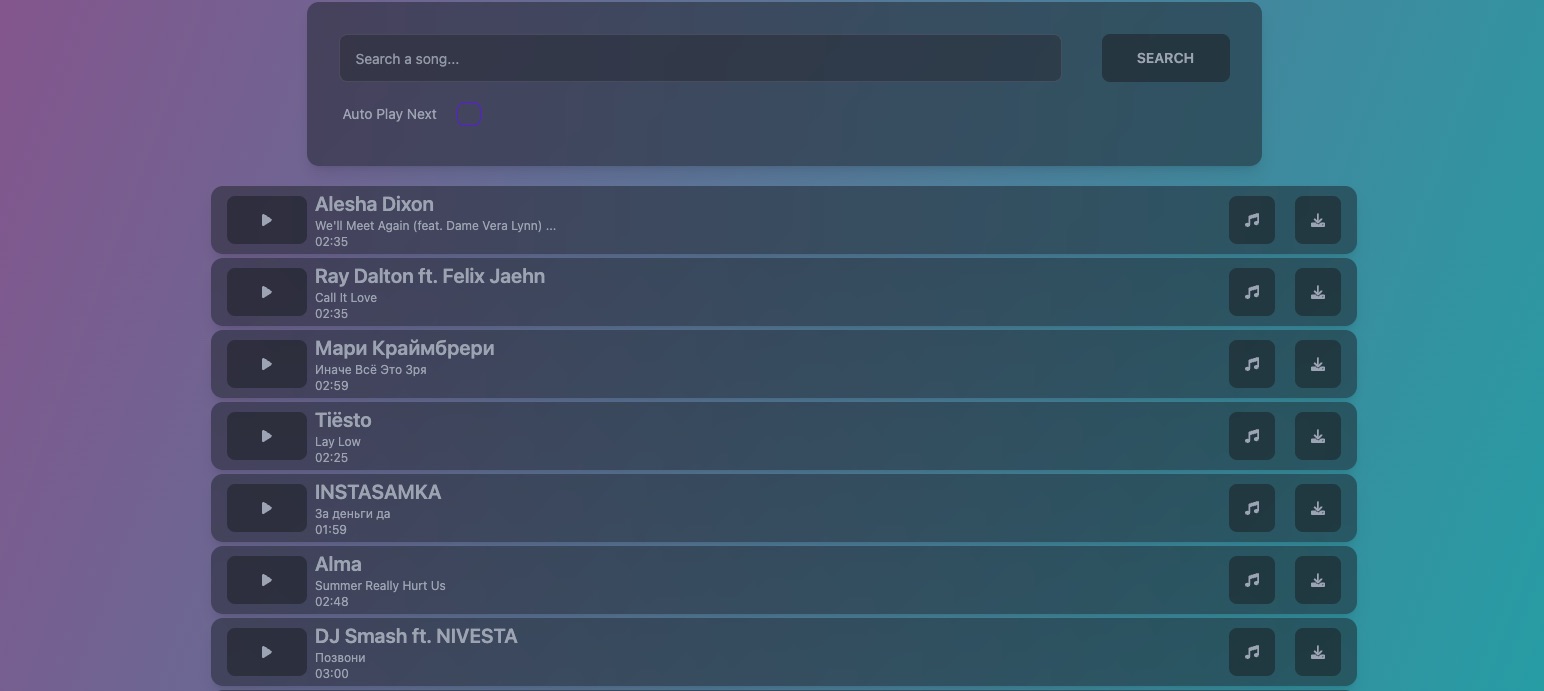 Search a song...
SEARCH
Auto Play Next
Alesha Dixon
We'll Meet Again (feat. Dame Vera Lynn) ...
02:35
Ray Dalton ft. Felix Jaehn
Call It Love
02:35
Мари Краймбрери
Иначе Всё Это Зря
02:59
Tiësto
Lay Low
02:25
INSTASAMKA
За деньги да
01:59
Alma
Summer Really Hurt Us
02:48
DJ Smash ft. NIVESTA
Позвони
03:00